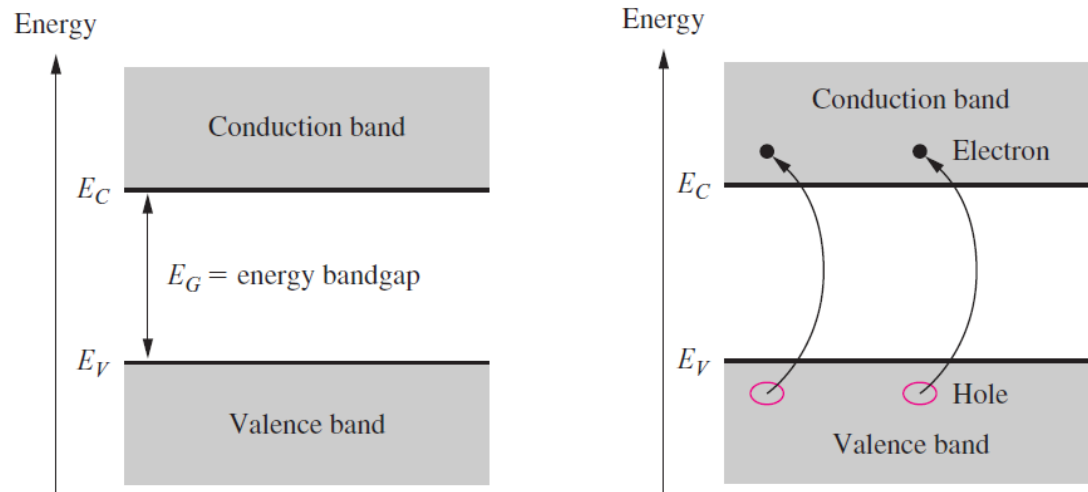 Energy
Conduction band
E_C
E_G = energy bandgap
E_V
Valence band
Energy
Conduction band
Electron
E_C
E_V
Hole
Valence band